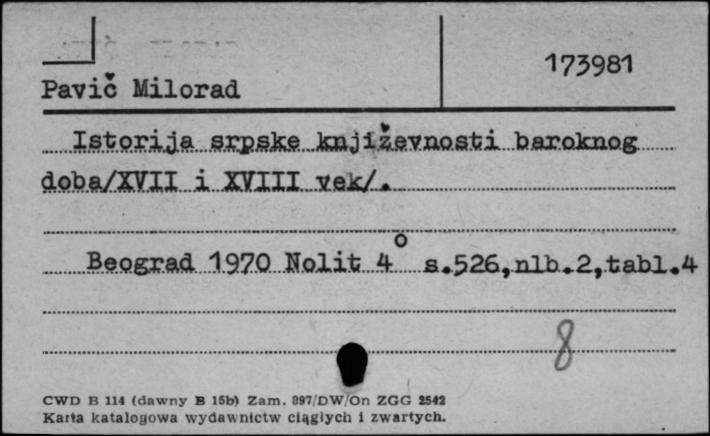 173981
Pavič Milorad
Istorija srpske književnosti baroknog
doba/XVII i XVIII vek/.
Beograd 1970 Nolit 4° s.526,nlb.2,tabl.4
8
CWD B 114 (dawny B 15b) Zam. 397/DW/On ZGG 2542
Karta katalogowa wydawnictw ciągłych i zwartych.